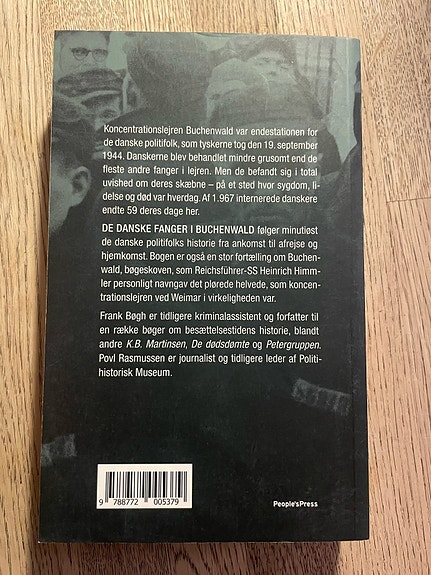 Koncentrationslejren Buchenwald var endestationen for
de danske politifolk, som tyskerne tog den 19. september
1944. Danskerne blev behandlet mindre grusomt end de
fleste andre fanger i lejren. Men de befandt sig i total
uvished om deres skæbne – på et sted hvor sygdom, li-
delse og død var hverdag. Af 1.967 internerede danskere
endte 59 deres dage her.
DE DANSKE FANGER I BUCHENWALD følger minutiøst
de danske politifolks historie fra ankomst til afrejse og
hjemkomst. Bogen er også en stor fortælling om Buchen-
wald, bøgeskoven, som Reichsführer-SS Heinrich Himm-
ler personligt navngav det plørede helvede, som koncen-
trationslejren ved Weimar i virkeligheden var.
Frank Bøgh er tidligere kriminalassistent og forfatter til
en række bøger om besættelsestidens historie, blandt
andre K.B. Martinsen, De dødsdømte og Petergruppen.
Povl Rasmussen er journalist og tidligere leder af Politi-
historisk Museum.
9 788772 005379
People'sPress